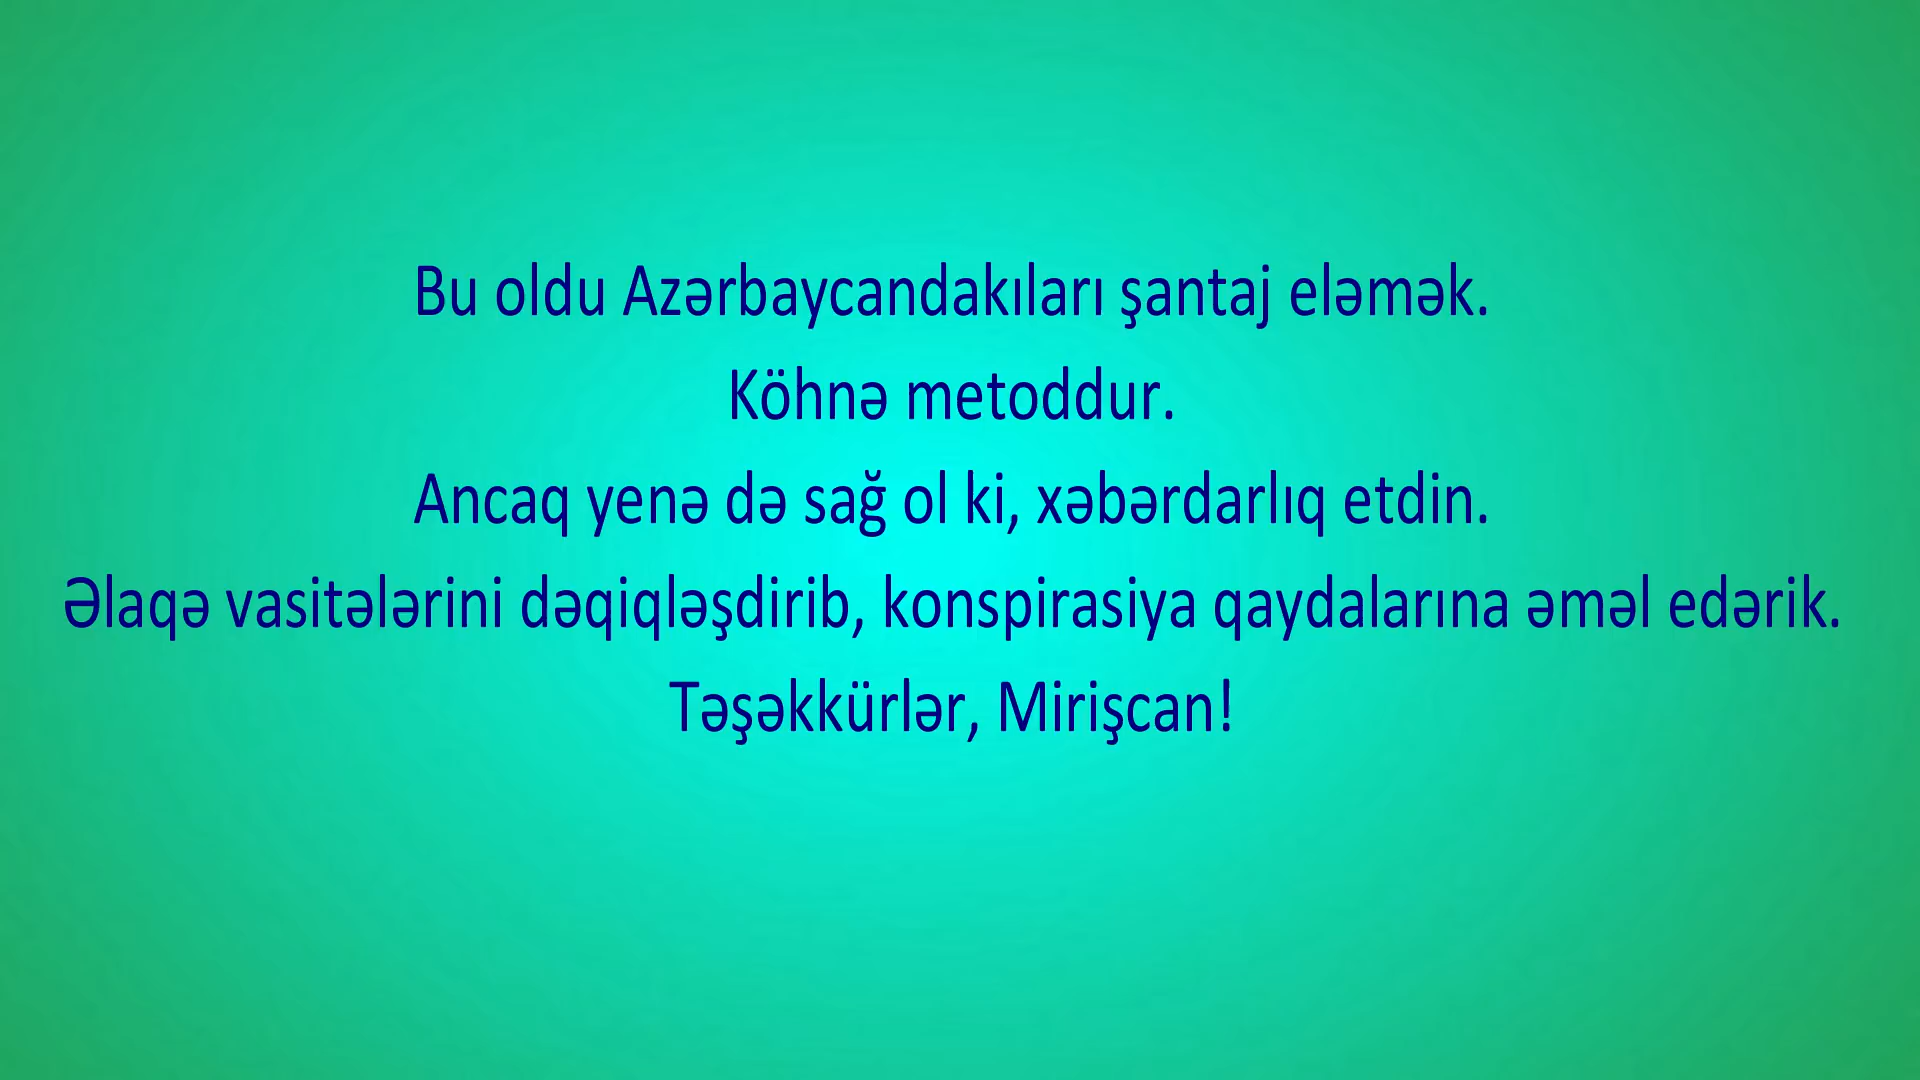 Bu oldu Azərbaycandakıları şantaj eləmək.
Köhnə metoddur.
Ancaq yenə də sağ ol ki, xəbərdarlıq etdin.
Əlaqə vasitələrini dəqiqləşdirib, konspirasiya qaydalarına əməl edərik.
Təşəkkürlər, Mirişcan!